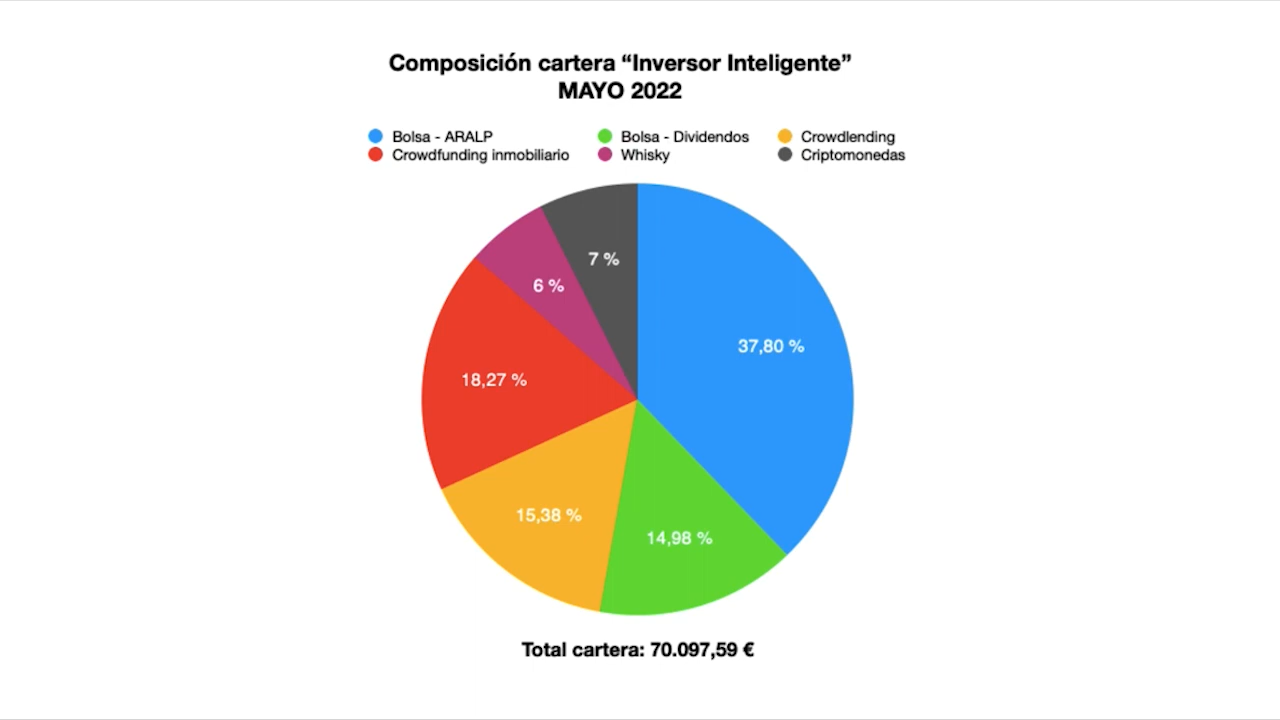 Composición cartera “Inversor Inteligente”
MAYO 2022
Bolsa - ARALP
Bolsa - Dividendos
Crowdlending
Crowdfunding inmobiliario
Whisky
Criptomonedas
7 %
6 %
37,80 %
18,27 %
15,38 %
14,98 %
Total cartera: 70.097,59 €